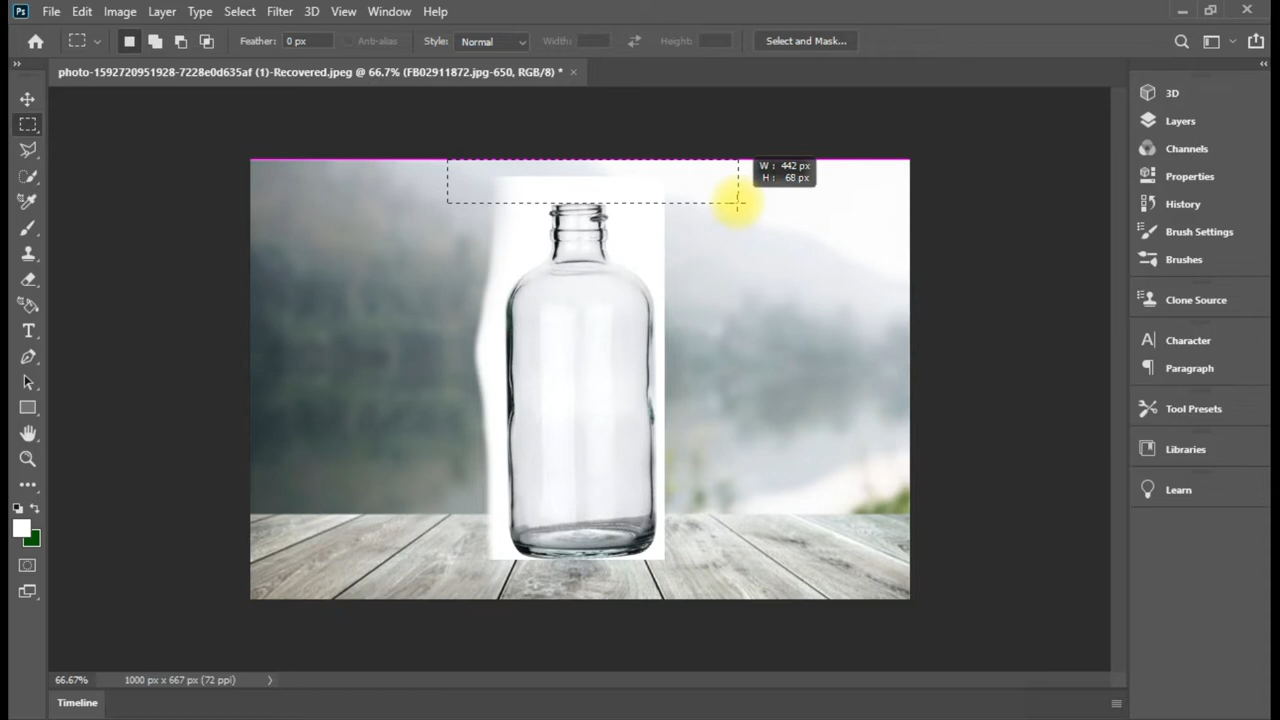 Ps File Edit Image Layer Type Select Filter 3D View Window Help
Feather: 0 px Anti-alias Style: Normal Width: Height: Select and Mask...
photo-1592720951928-7228e0d635af (1)-Recovered.jpeg @ 66.7% (FB02911872.jpg-650, RGB/8) * ×
3D
Layers
Channels
Properties
History
Brush Settings
Brushes
Clone Source
Character
Paragraph
Tool Presets
Libraries
Learn
W : 442 px
H : 68 px
66.67% 1000 px x 667 px (72 ppi)
Timeline